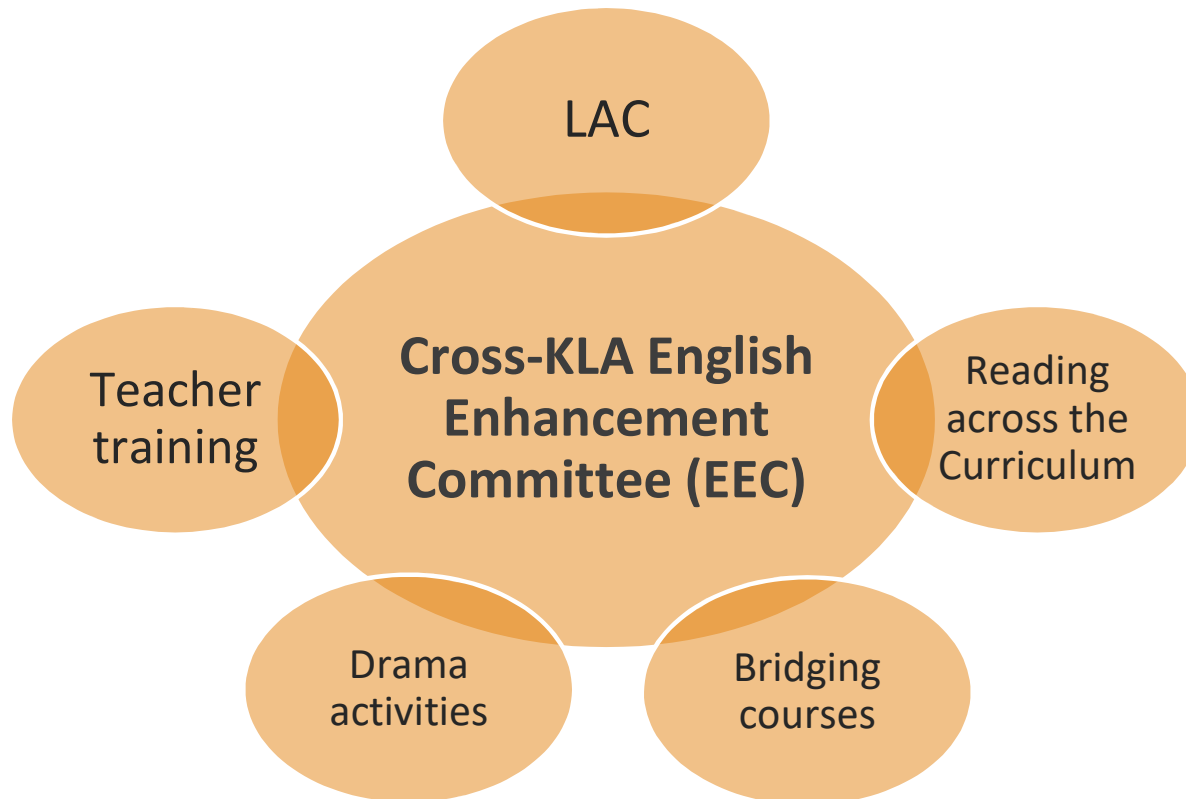 LAC
Cross-KLA English
Enhancement
Committee (EEC)
Teacher
training
Reading
across the
Curriculum
Drama
activities
Bridging
courses